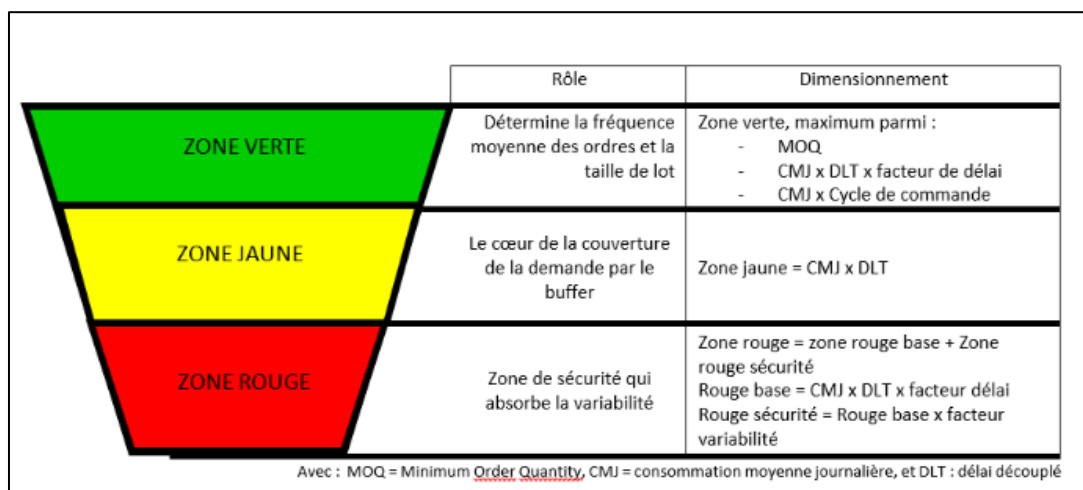 Rôle
Dimensionnement
ZONE VERTE
Détermine la fréquence
moyenne des ordres et la
taille de lot
Zone verte, maximum parmi :
- MOQ
- CMJ x DLT x facteur de délai
- CMJ x Cycle de commande
ZONE JAUNE
Le cœur de la couverture
de la demande par le
buffer
Zone jaune = CMJ x DLT
ZONE ROUGE
Zone de sécurité qui
absorbe la variabilité
Zone rouge = zone rouge base + Zone
rouge sécurité
Rouge base = CMJ x DLT x facteur délai
Rouge sécurité = Rouge base x facteur
variabilité
Avec : MOQ = Minimum Order Quantity, CMJ = consommation moyenne journalière, et DLT : délai découplé